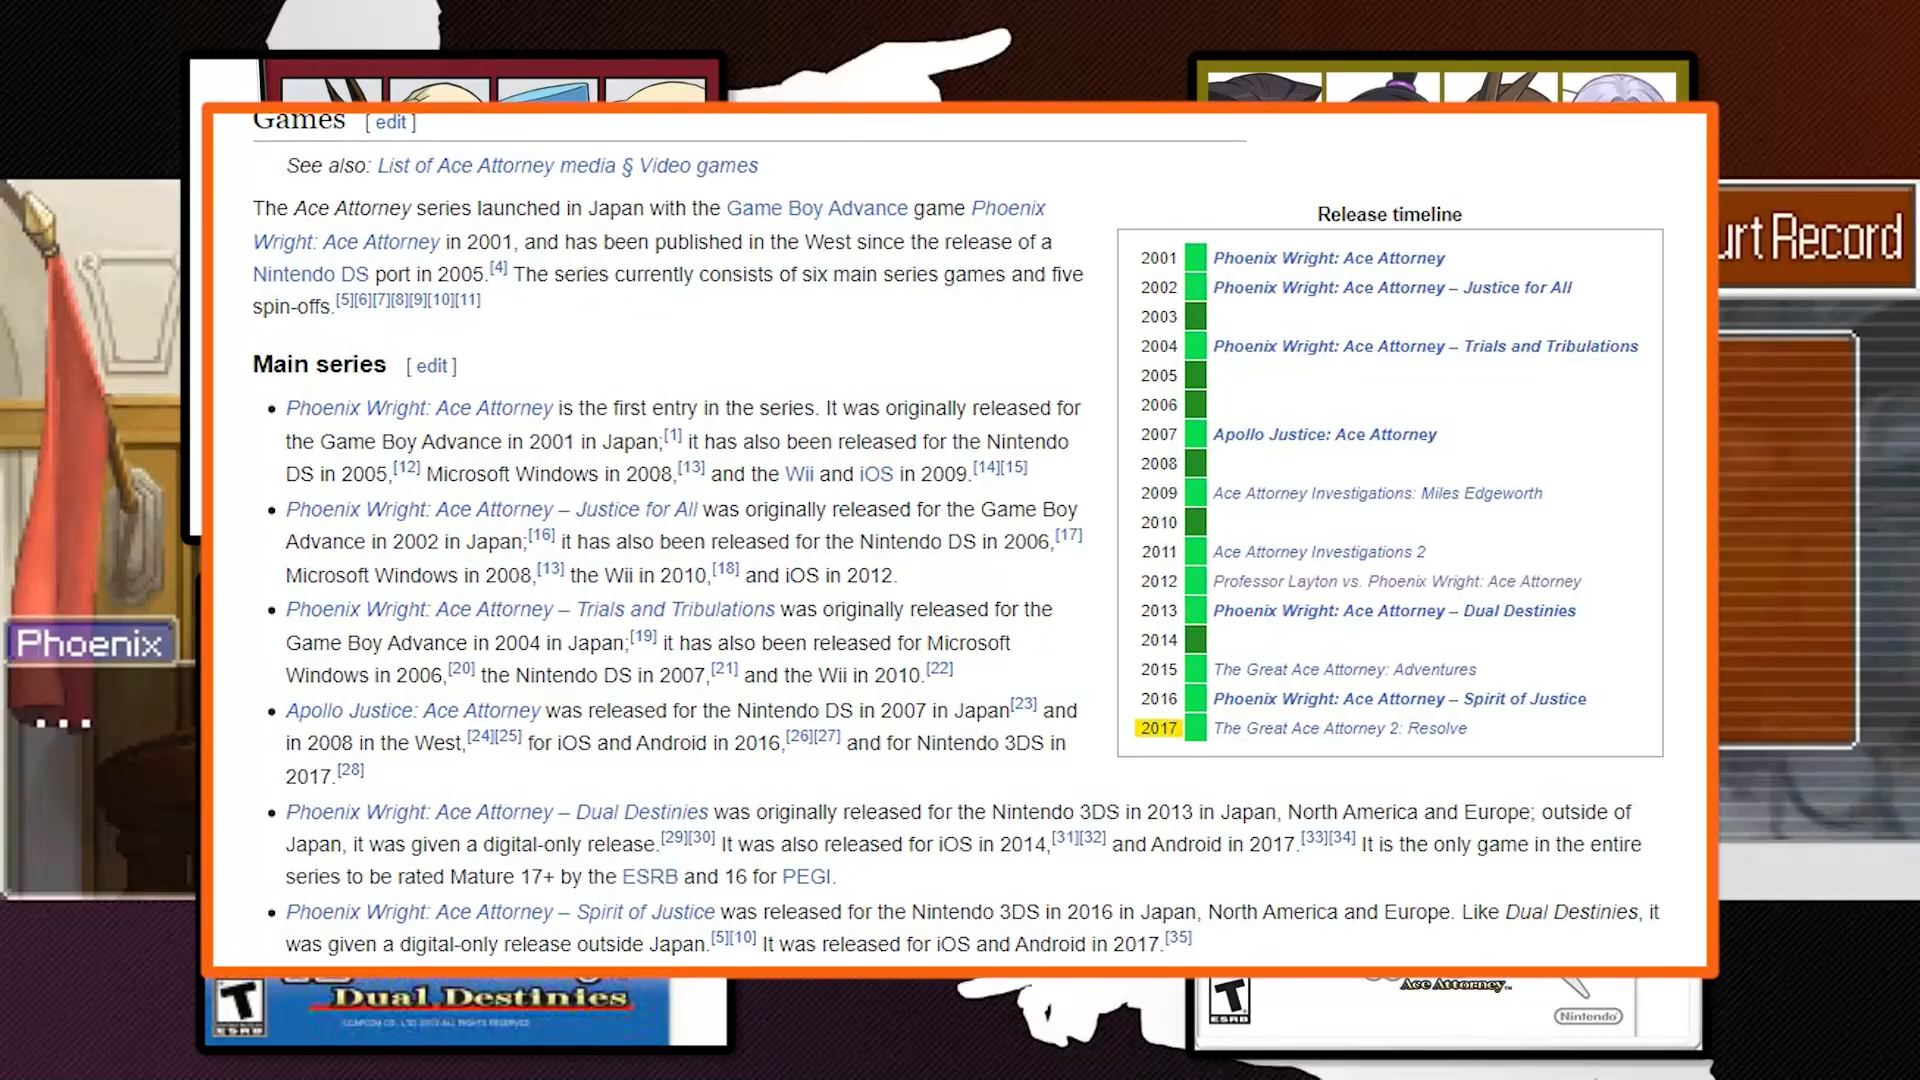 Games [ edit ]
See also: List of Ace Attorney media § Video games
The Ace Attorney series launched in Japan with the Game Boy Advance game Phoenix
Wright: Ace Attorney in 2001, and has been published in the West since the release of a
Nintendo DS port in 2005.[4] The series currently consists of six main series games and five
spin-offs.[5][6][7][8][9][10][11]
Main series [ edit ]
• Phoenix Wright: Ace Attorney is the first entry in the series. It was originally released for
the Game Boy Advance in 2001 in Japan;[1] it has also been released for the Nintendo
DS in 2005,[12] Microsoft Windows in 2008,[13] and the Wii and iOS in 2009.[14][15]
• Phoenix Wright: Ace Attorney – Justice for All was originally released for the Game Boy
Advance in 2002 in Japan;[16] it has also been released for the Nintendo DS in 2006,[17]
Microsoft Windows in 2008,[13] the Wii in 2010,[18] and iOS in 2012.
• Phoenix Wright: Ace Attorney – Trials and Tribulations was originally released for the
Game Boy Advance in 2004 in Japan;[19] it has also been released for Microsoft
Windows in 2006,[20] the Nintendo DS in 2007,[21] and the Wii in 2010.[22]
• Apollo Justice: Ace Attorney was released for the Nintendo DS in 2007 in Japan[23] and
in 2008 in the West,[24][25] for iOS and Android in 2016,[26][27] and for Nintendo 3DS in
2017.[28]
• Phoenix Wright: Ace Attorney – Dual Destinies was originally released for the Nintendo 3DS in 2013 in Japan, North America and Europe; outside of
Japan, it was given a digital-only release.[29][30] It was also released for iOS in 2014,[31][32] and Android in 2017.[33][34] It is the only game in the entire
series to be rated Mature 17+ by the ESRB and 16 for PEGI.
• Phoenix Wright: Ace Attorney – Spirit of Justice was released for the Nintendo 3DS in 2016 in Japan, North America and Europe. Like Dual Destinies, it
was given a digital-only release outside Japan.[5][10] It was released for iOS and Android in 2017.[35]
Release timeline
2001 Phoenix Wright: Ace Attorney
2002 Phoenix Wright: Ace Attorney – Justice for All
2003
2004 Phoenix Wright: Ace Attorney – Trials and Tribulations
2005
2006
2007 Apollo Justice: Ace Attorney
2008
2009 Ace Attorney Investigations: Miles Edgeworth
2010
2011 Ace Attorney Investigations 2
2012 Professor Layton vs. Phoenix Wright: Ace Attorney
2013 Phoenix Wright: Ace Attorney – Dual Destinies
2014
2015 The Great Ace Attorney: Adventures
2016 Phoenix Wright: Ace Attorney – Spirit of Justice
2017 The Great Ace Attorney 2: Resolve
urt Record
Phoenix
...
T
ESRB
Dual Destinies
T
ESRB
Ace Attorney™
Nintendo